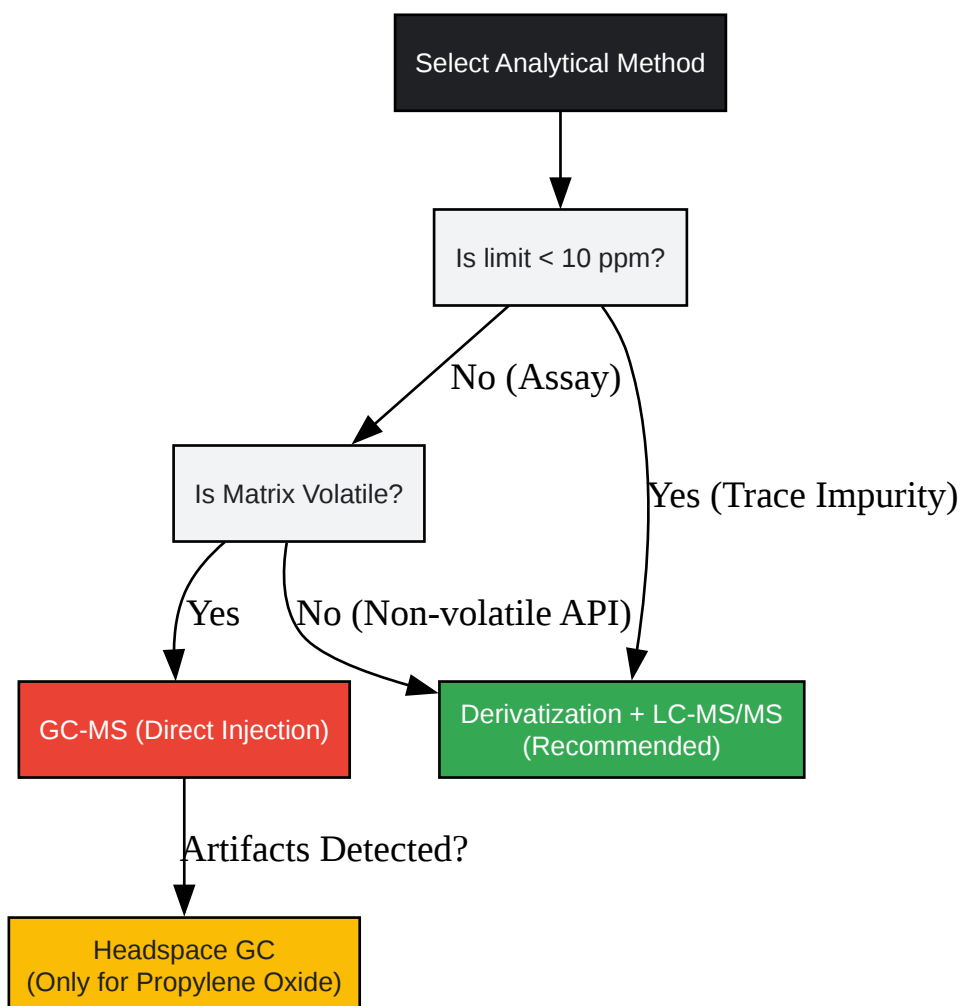 Select Analytical Method
Is limit < 10 ppm?
No (Assay)
Is Matrix Volatile?
Yes (Trace Impurity)
Yes
No (Non-volatile API)
GC-MS (Direct Injection)
Derivatization + LC-MS/MS
(Recommended)
Artifacts Detected?
Headspace GC
(Only for Propylene Oxide)